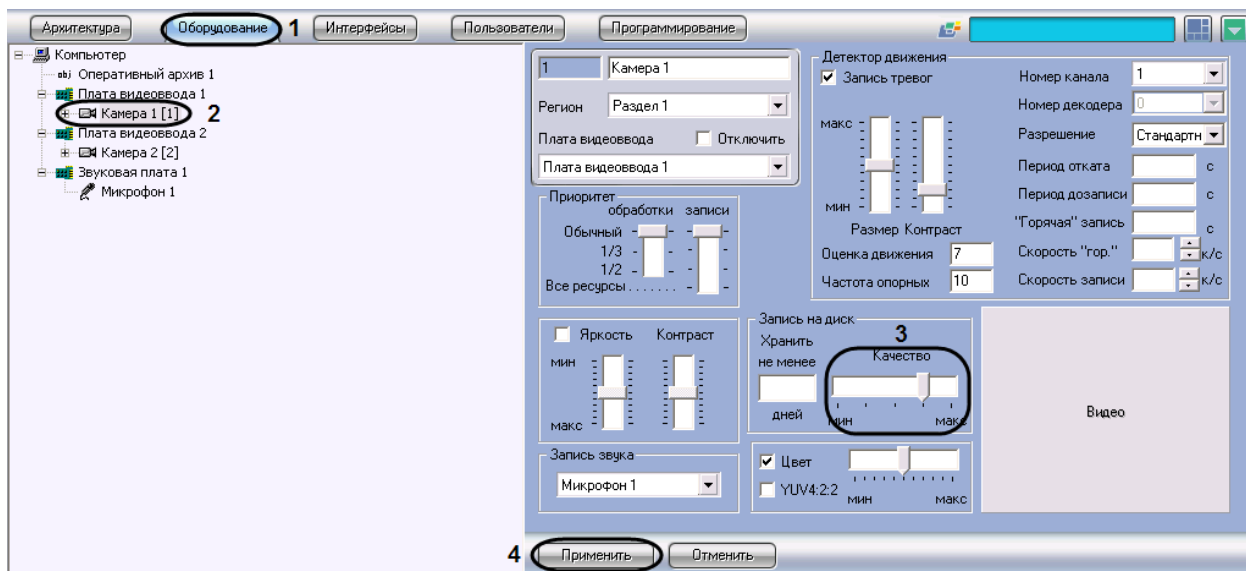 Архитектура
Оборудование
1
Интерфейсы
Пользователи
Программирование
Компьютер
obj Оперативный архив 1
Плата видеоввода 1
Камера 1 [1]
2
Плата видеоввода 2
Камера 2 [2]
Звуковая плата 1
Микрофон 1
1
Камера 1
Регион
Раздел 1
Плата видеоввода
Отключить
Плата видеоввода 1
Приоритет
обработки записи
Обычный
1/3
1/2
Все ресурсы . . . . . . .
Детектор движения
Запись тревог
макс
мин
Размер Контраст
Оценка движения 7
Частота опорных 10
Номер канала 1
Номер декодера 0
Разрешение Стандартн
Период отката с
Период дозаписи с
"Горячая" запись с
Скорость "гор." к/с
Скорость записи к/с
Яркость Контраст
мин
макс
Запись на диск
Хранить
не менее
дней
3
Качество
мин макс
Видео
Запись звука
Микрофон 1
Цвет
YUV4:2:2
мин макс
4
Применить
Отменить